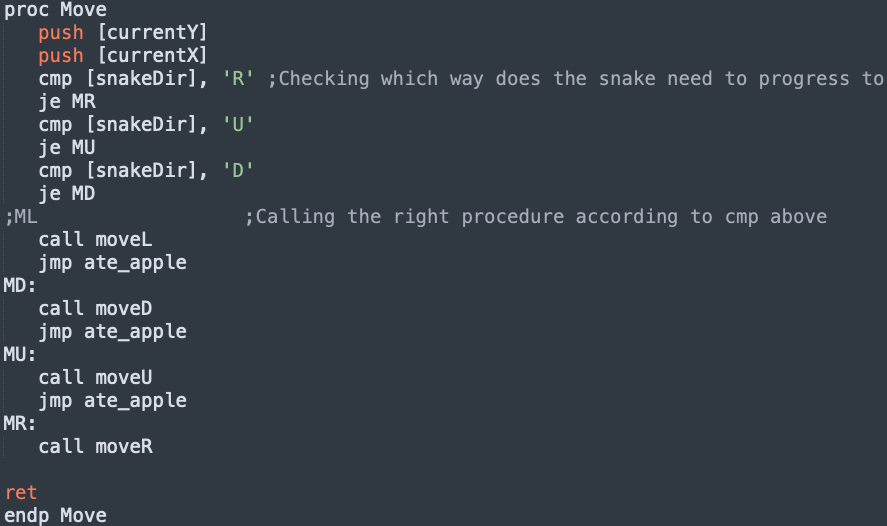 proc Move
push [currentY]
push [currentX]
cmp [snakeDir], 'R' ;Checking which way does the snake need to progress to
je MR
cmp [snakeDir], 'U'
je MU
cmp [snakeDir], 'D'
je MD
;ML ;Calling the right procedure according to cmp above
call moveL
jmp ate_apple
MD:
call moveD
jmp ate_apple
MU:
call moveU
jmp ate_apple
MR:
call moveR
ret
endp Move